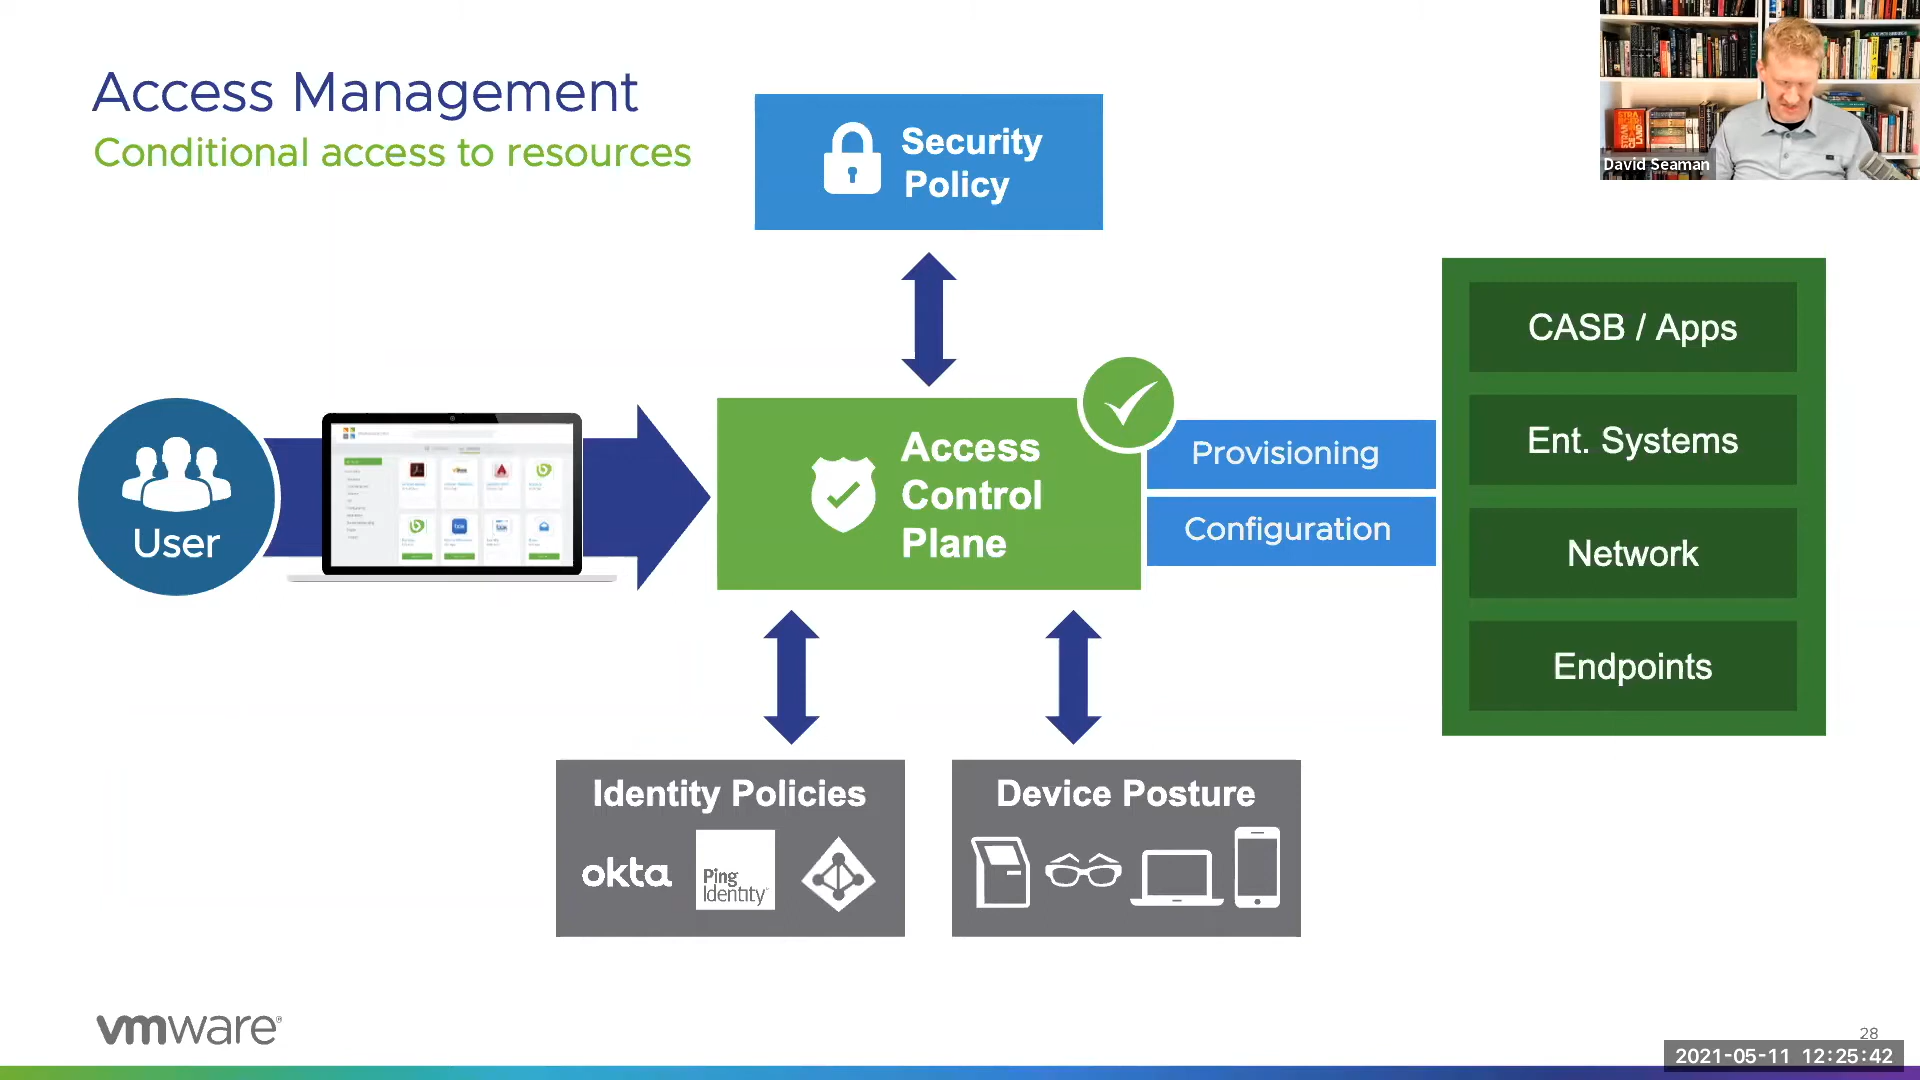 Access Management
Conditional access to resources
Security
Policy
David Seaman
User
Access
Control
Plane
Provisioning
Configuration
CASB / Apps
Ent. Systems
Network
Endpoints
Identity Policies
okta
Ping
Identity
Device Posture
vmware
28
2021-05-11 12:25:42